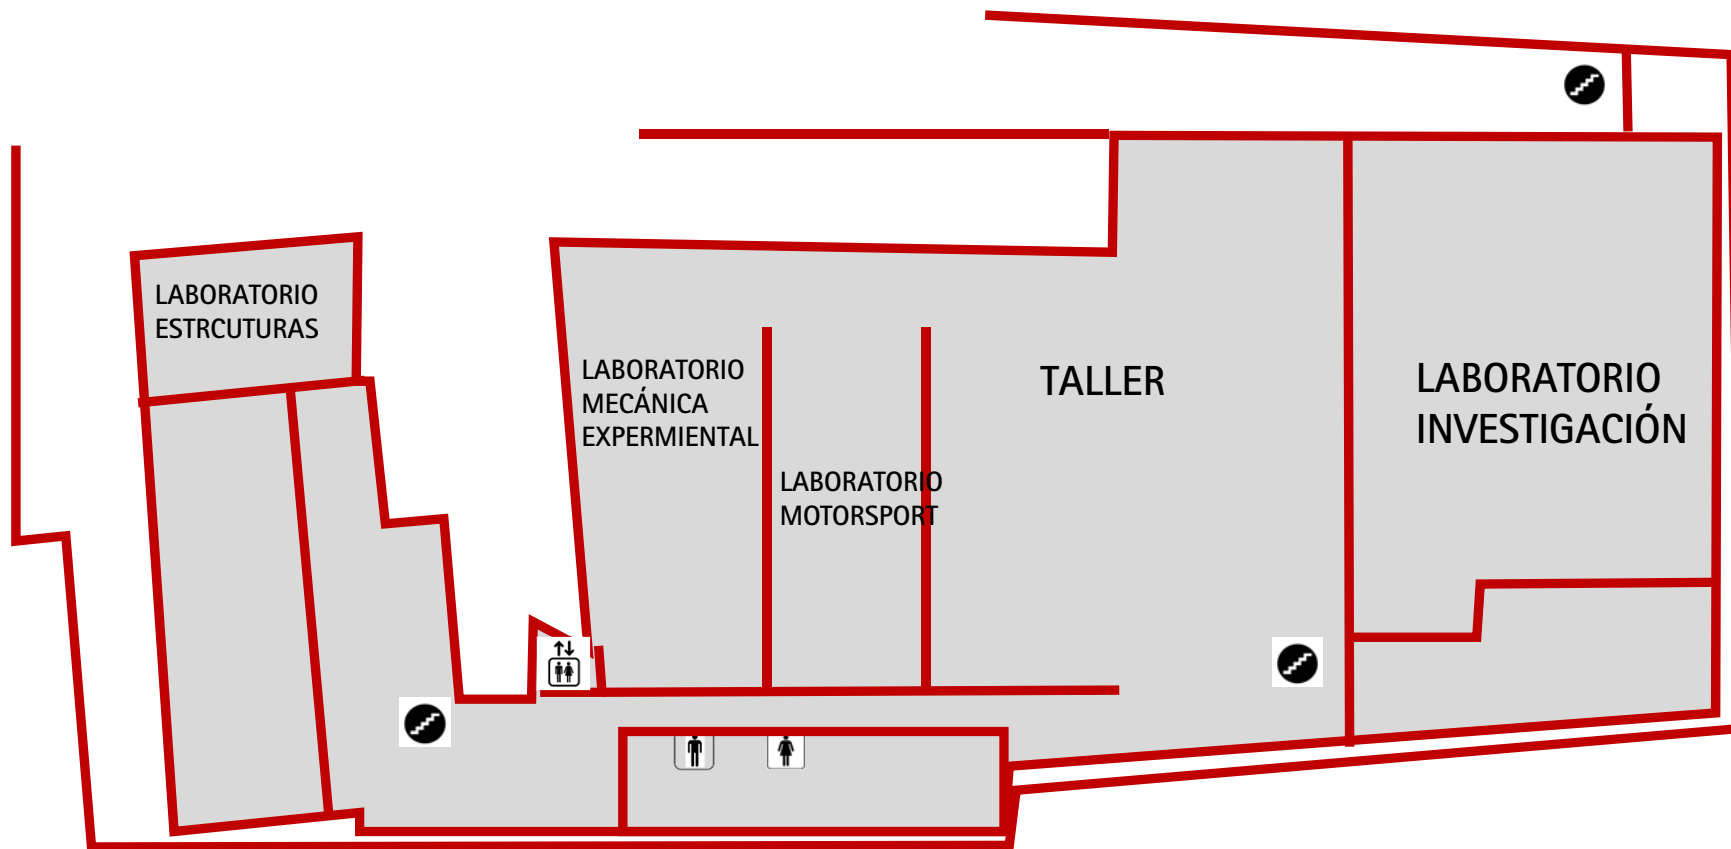 LABORATORIO
ESTRCUTURAS
LABORATORIO
MECÁNICA
EXPERMIENTAL
LABORATORIO
MOTORSPORT
TALLER
LABORATORIO
INVESTIGACIÓN